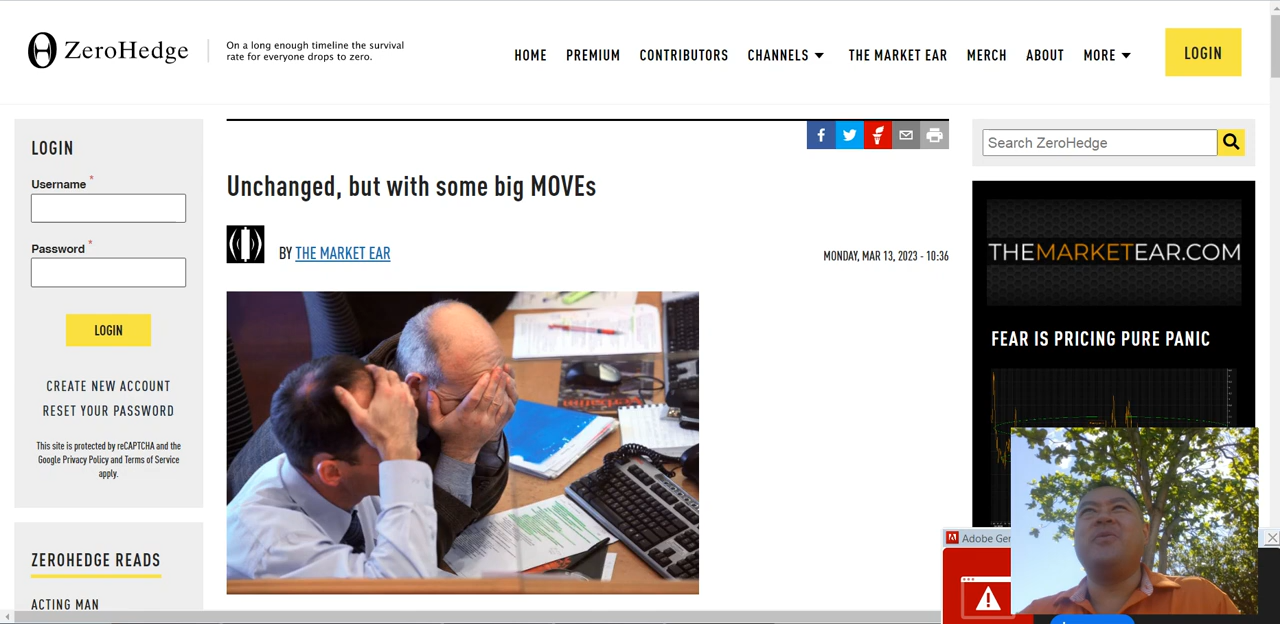 ZeroHedge
On a long enough timeline the survival
rate for everyone drops to zero.
HOME
PREMIUM
CONTRIBUTORS
CHANNELS
THE MARKET EAR
MERCH
ABOUT
MORE
LOGIN
LOGIN
Username *
Password *
LOGIN
CREATE NEW ACCOUNT
RESET YOUR PASSWORD
This site is protected by reCAPTCHA and the
Google Privacy Policy and Terms of Service
apply.
ZEROHEDGE READS
ACTING MAN
Unchanged, but with some big MOVEs
BY THE MARKET EAR
MONDAY, MAR 13, 2023 - 10:36
Search ZeroHedge
THEMARKETEAR.COM
FEAR IS PRICING PURE PANIC
Adobe Gen